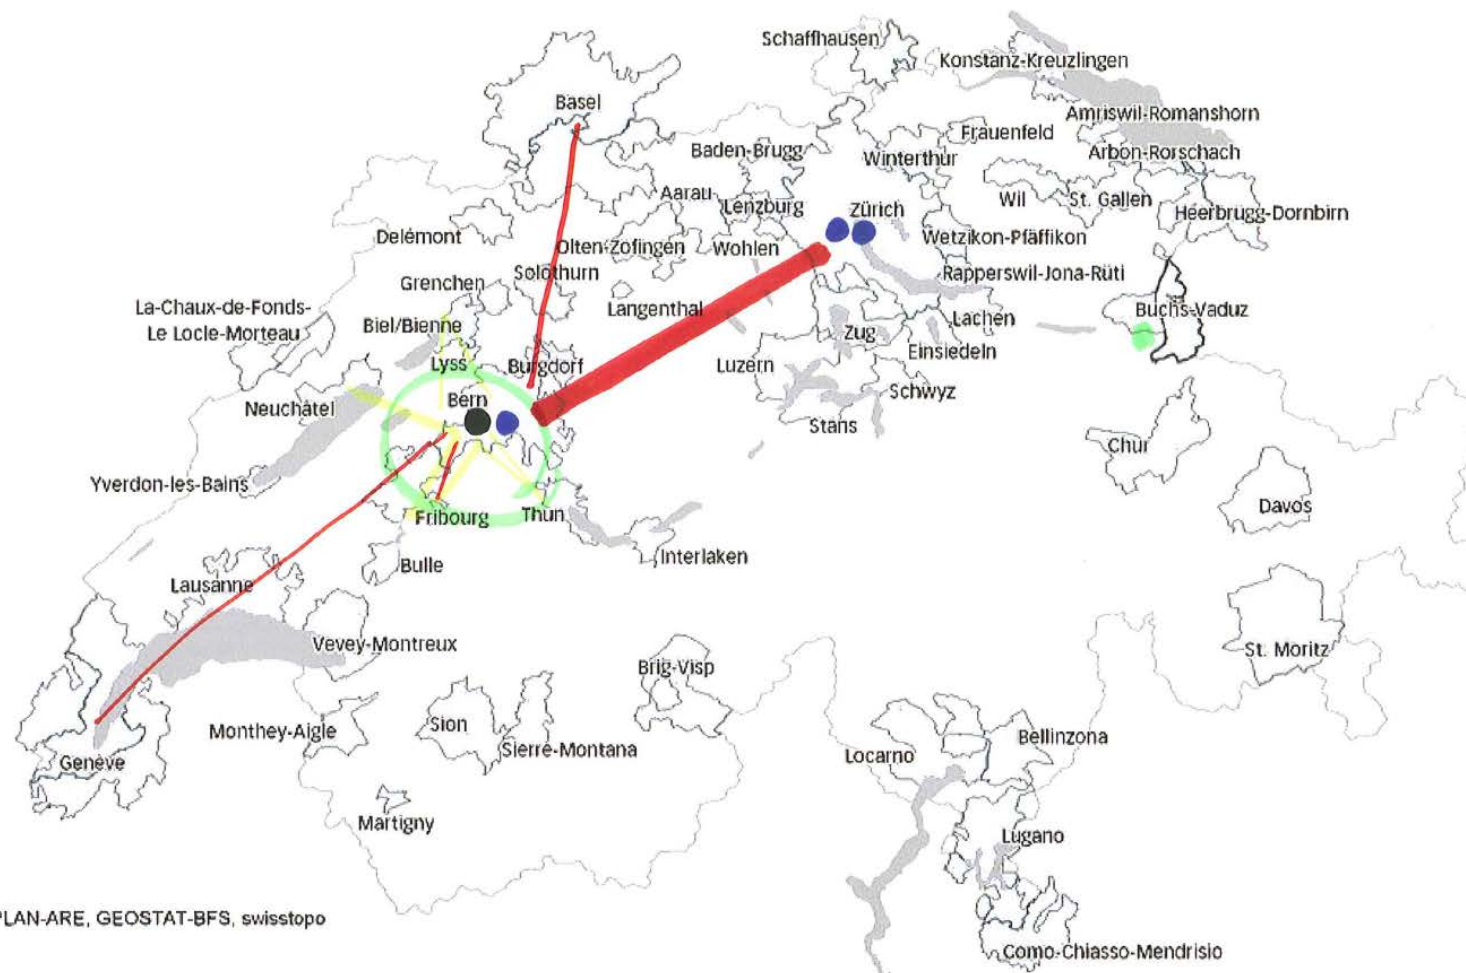 Schaffhausen
Konstanz-Kreuzlingen
Basel
Amriswil-Romanshorn
Frauenfeld
Baden-Brugg
Winterthur
Arbon-Rorschach
Aarau
Lenzburg
Zürich
Wil
St. Gallen
Heerbrugg-Dornbirn
Delémont
Olten-Zofingen
Wohlen
Wetzikon-Pfäffikon
Solothurn
Rapperswil-Jona-Rüti
Grenchen
La-Chaux-de-Fonds-
Le Locle-Morteau
Langenthal
Buchs-Vaduz
Biel/Bienne
Lachen
Zug
Einsiedeln
Lyss
Burgdorf
Luzern
Schwyz
Bern
Neuchâtel
Stans
Chur
Yverdon-les-Bains
Davos
Fribourg
Thun
Interlaken
Bulle
Lausanne
Vevey-Montreux
St. Moritz
Brig-Visp
Monthey-Aigle
Sion
Sierre-Montana
Bellinzona
Locarno
Genève
Martigny
Lugano
PLAN-ARE, GEOSTAT-BFS, swisstopo
Como-Chiasso-Mendrisio